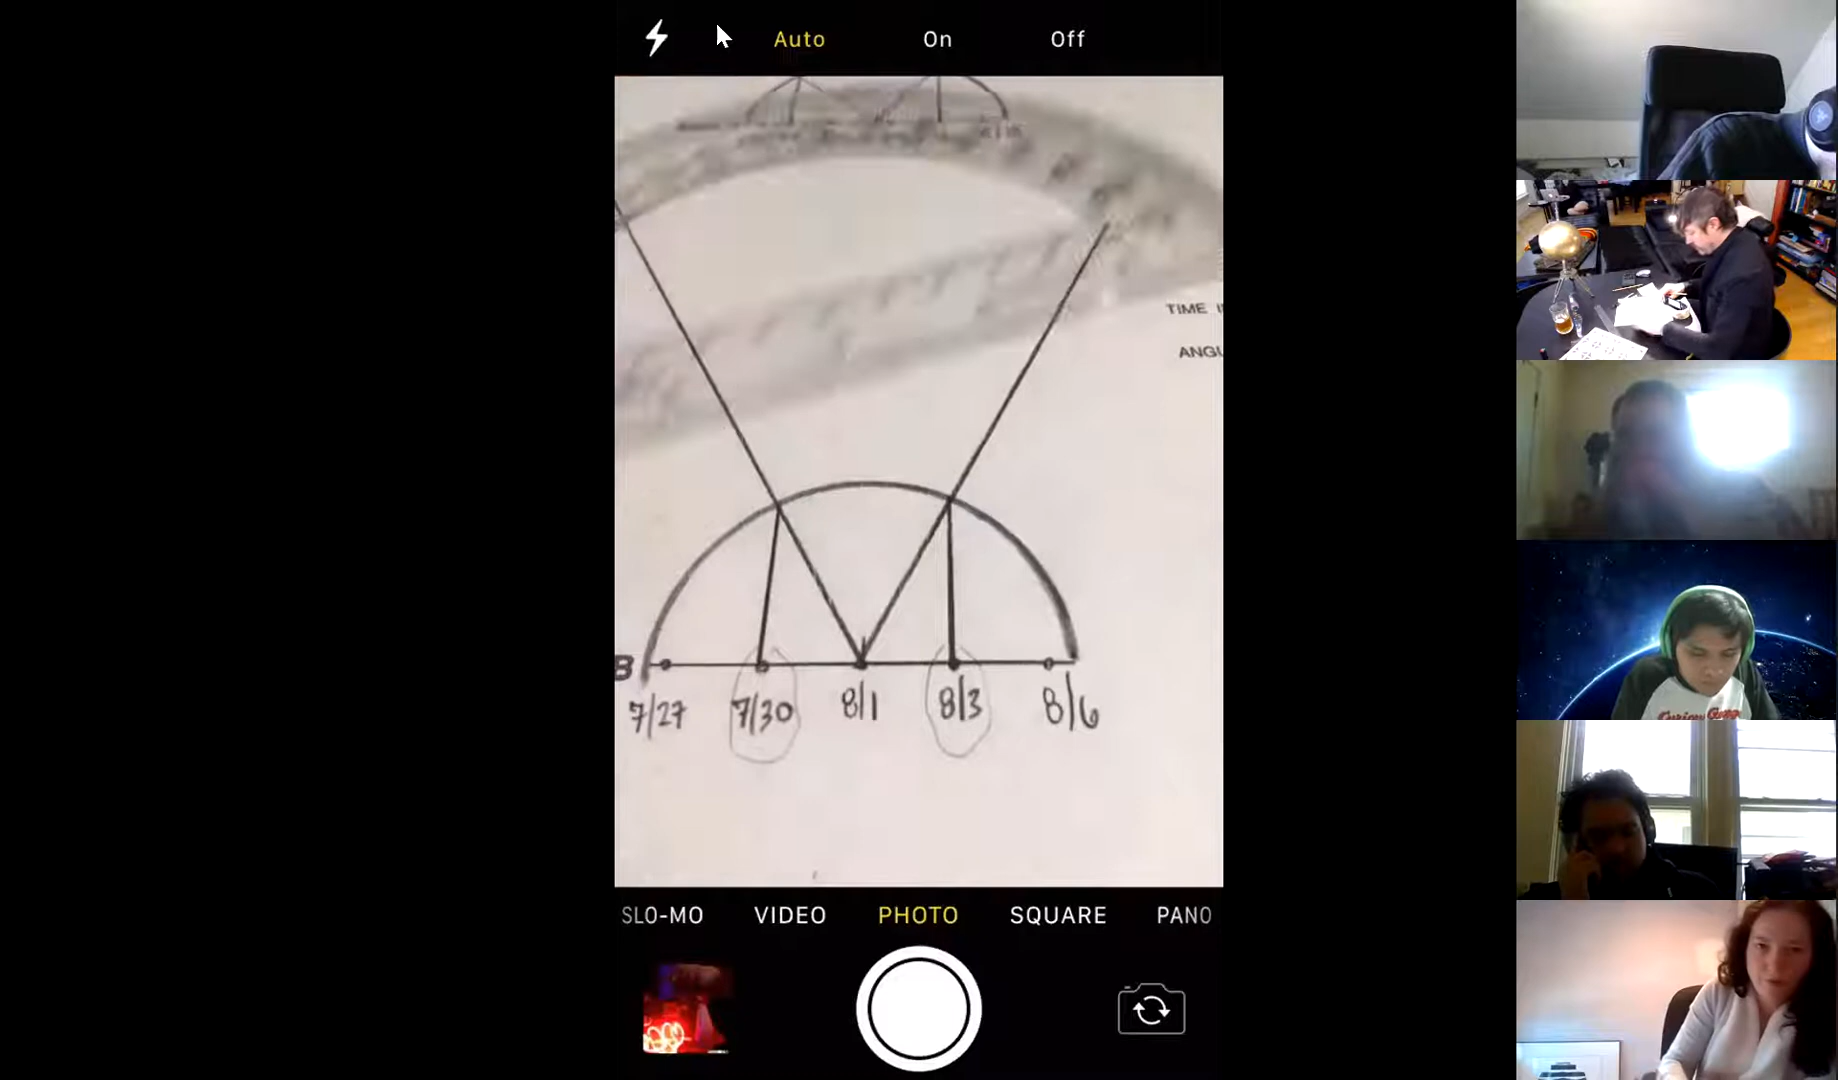 Auto On Off
TIME
B
7/27 7/30 8/1 8/3 8/6
SLO-MO VIDEO PHOTO SQUARE PANO